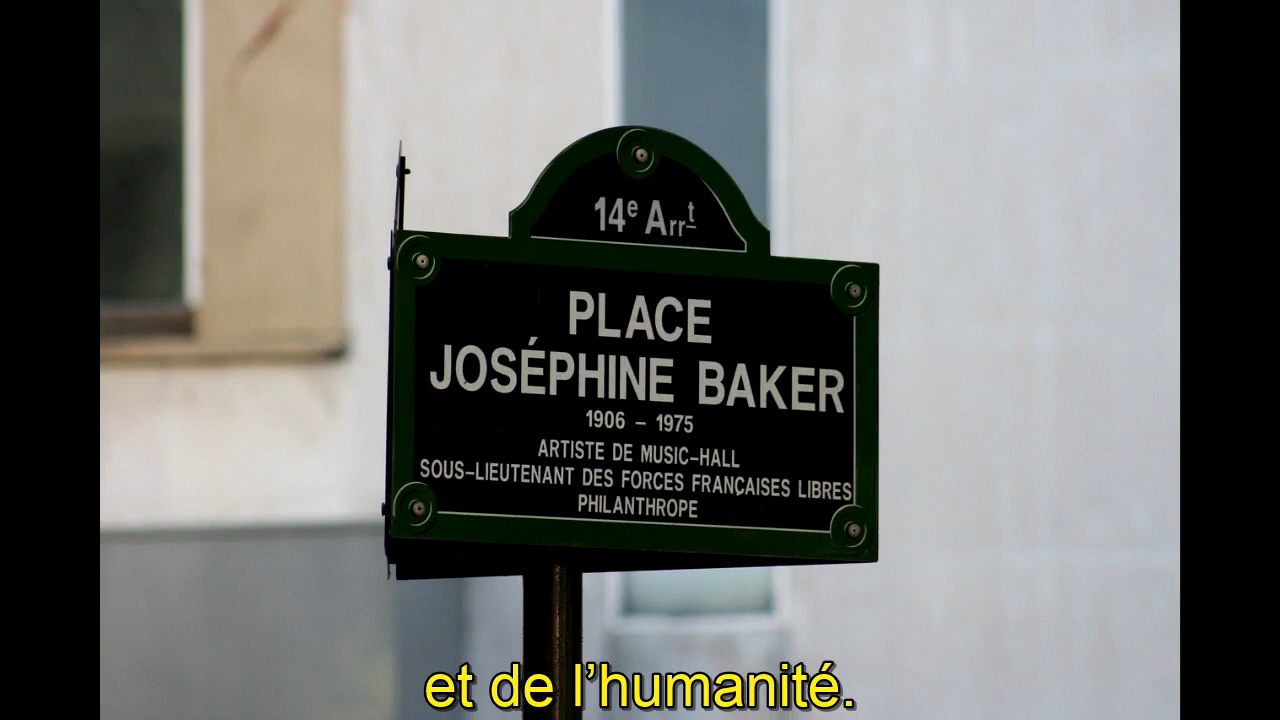 14e Arrt
PLACE
JOSÉPHINE BAKER
1906 – 1975
ARTISTE DE MUSIC–HALL
SOUS–LIEUTENANT DES FORCES FRANÇAISES LIBRES
PHILANTHROPE
et de l’humanité.